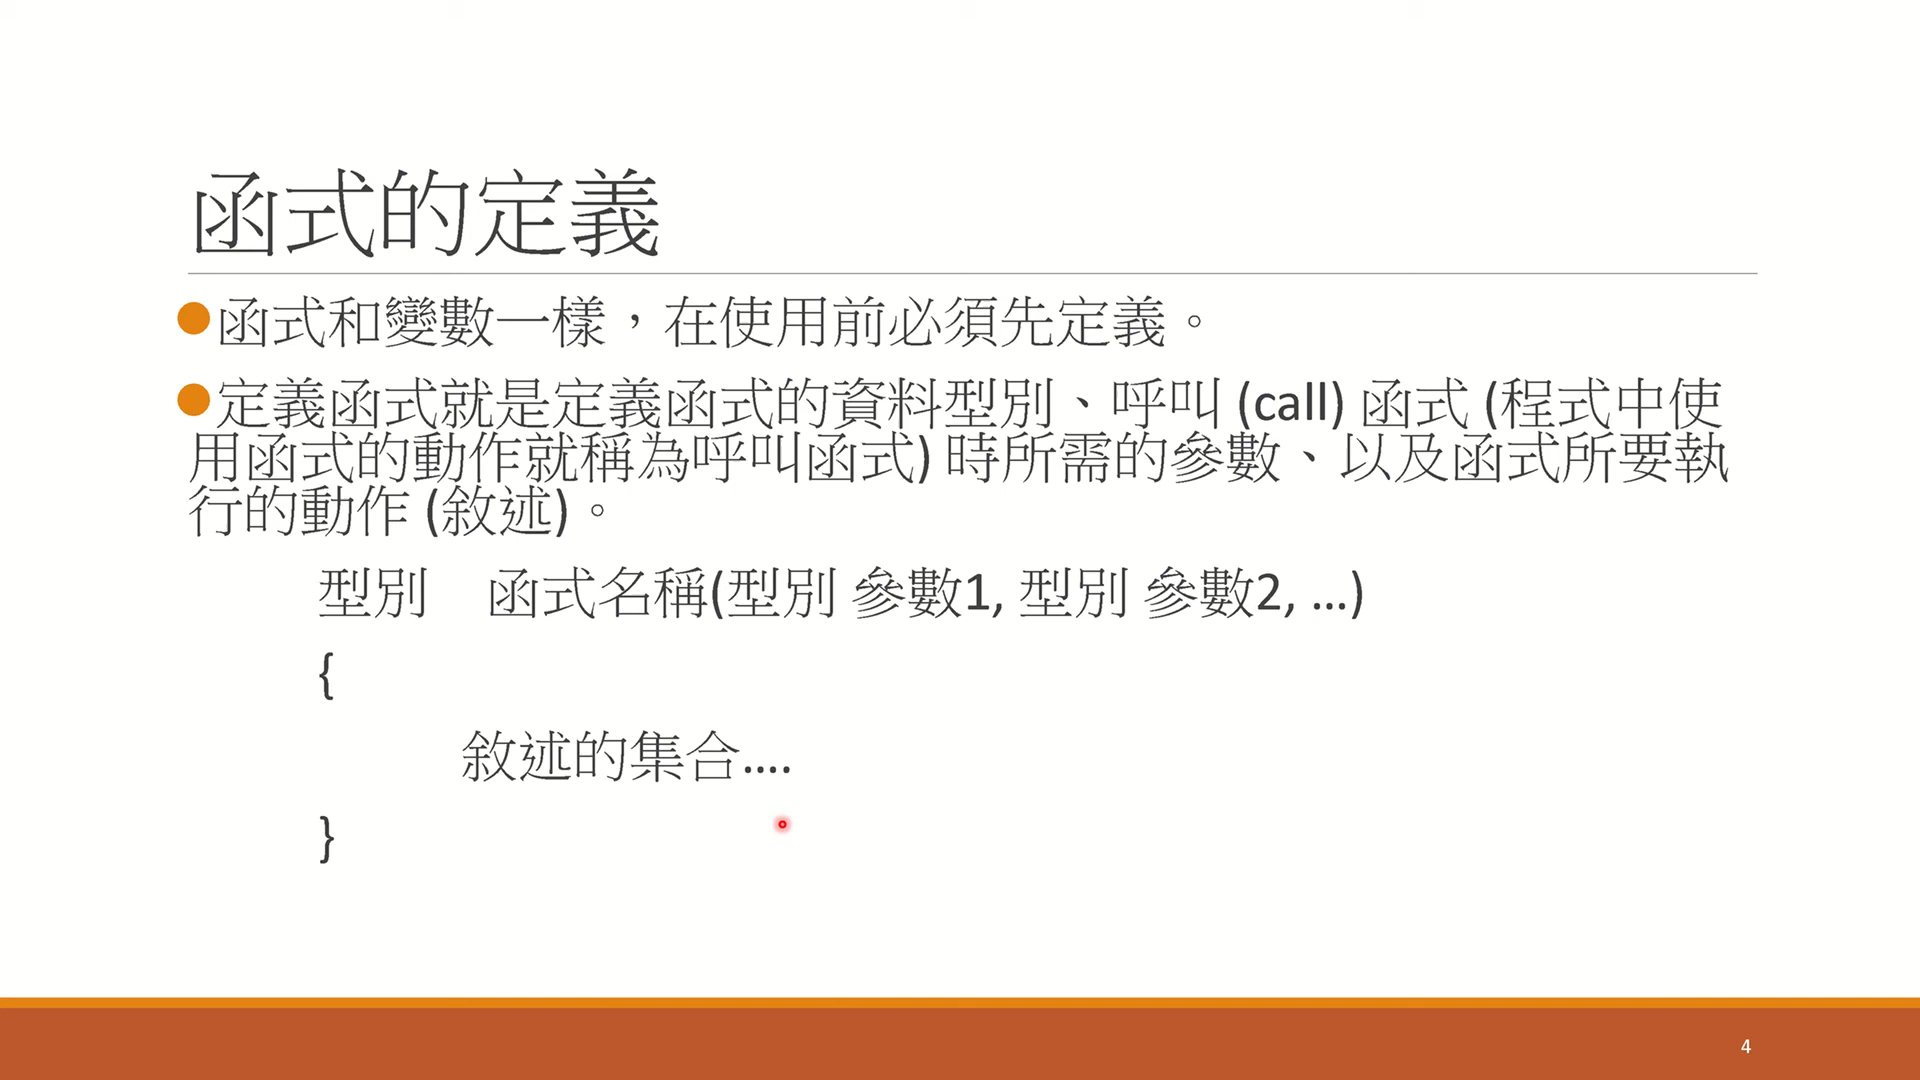 函式的定義
函式和變數一樣，在使用前必須先定義。
定義函式就是定義函式的資料型別、呼叫 (call) 函式 (程式中使
用函式的動作就稱為呼叫函式) 時所需的參數、以及函式所要執
行的動作 (敘述)。
型別　函式名稱(型別 參數1, 型別 參數2, ...)
{
敘述的集合....
}
4